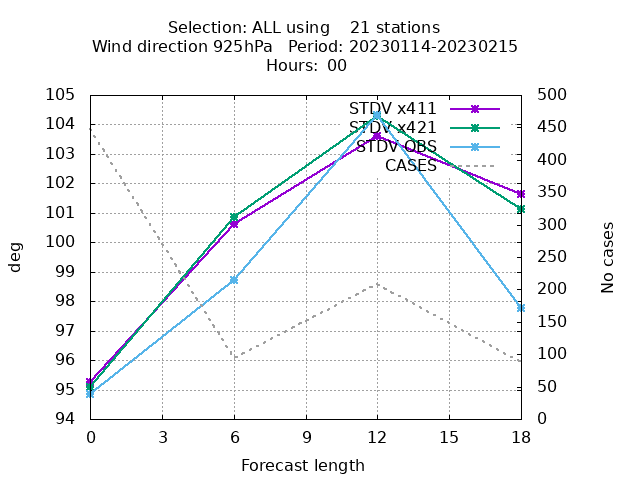 Selection: ALL using    21 stations
Wind direction 925hPa   Period: 20230114-20230215
Hours: 00
STDV x411
STDV x421
STDV OBS
CASES
deg
105
104
103
102
101
100
99
98
97
96
95
94
500
450
400
350
300
250
200
150
100
50
0
No cases
0 3 6 9 12 15 18
Forecast length